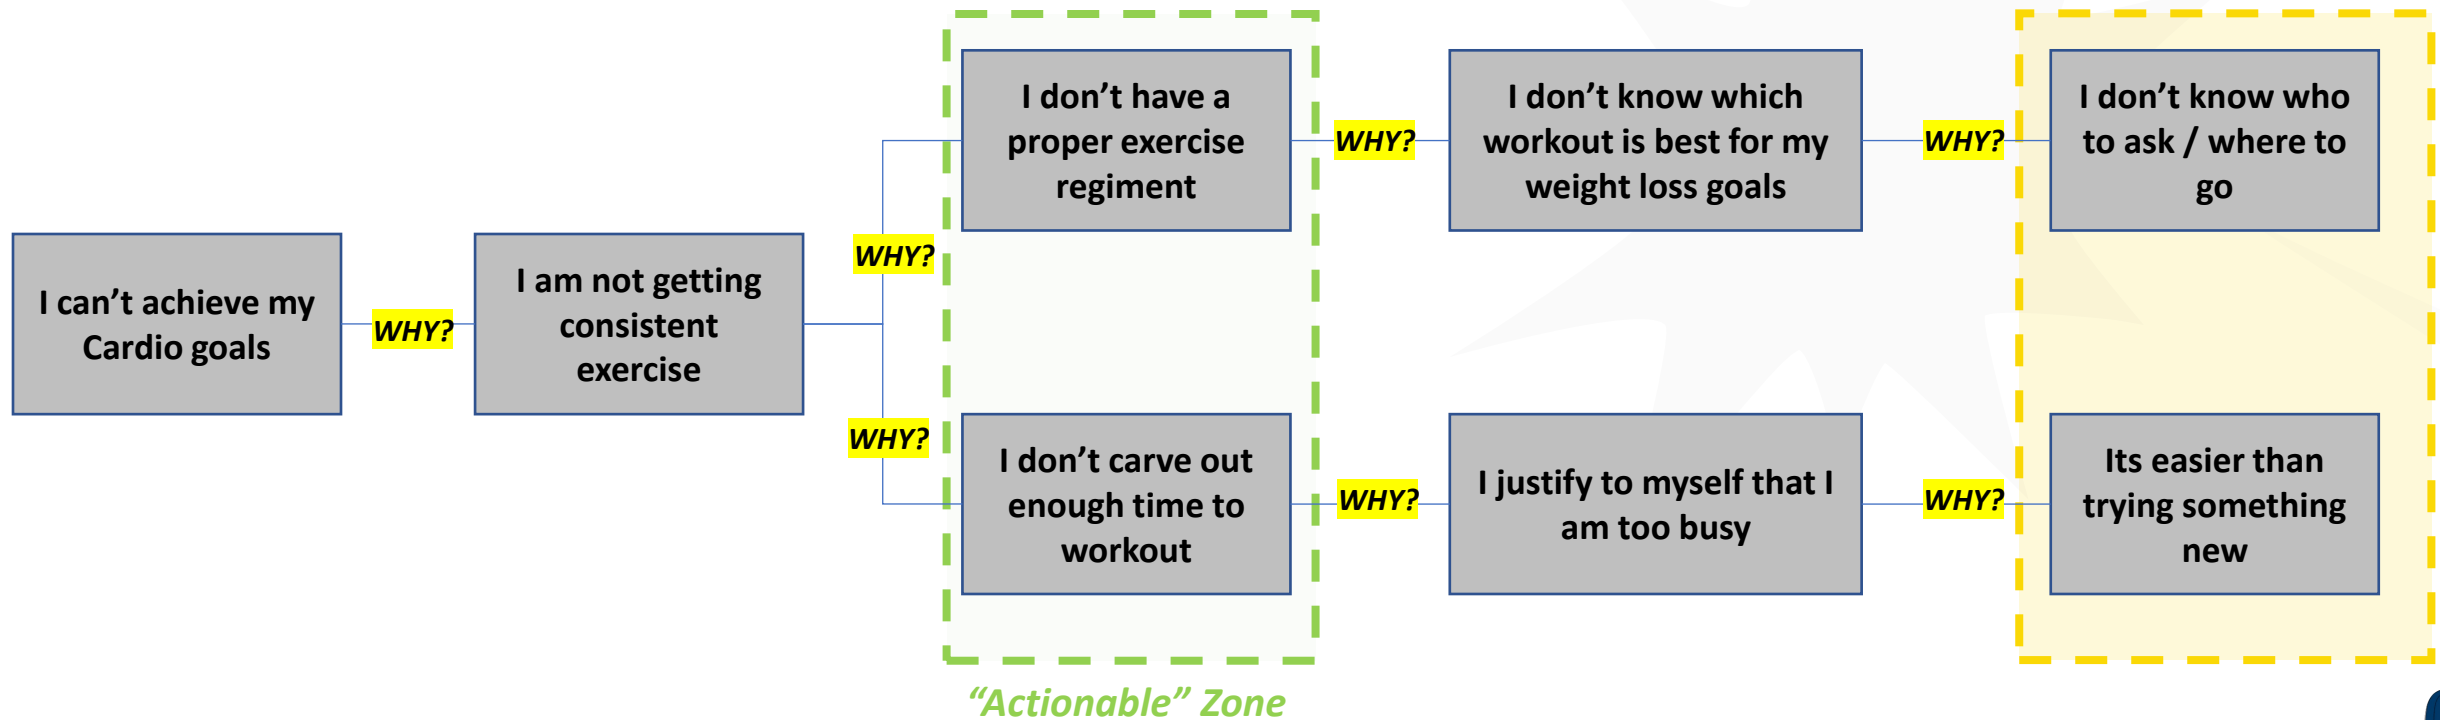 I can’t achieve my
Cardio goals
WHY?
I am not getting
consistent
exercise
WHY?
I don’t have a
proper exercise
regiment
WHY?
I don’t know which
workout is best for my
weight loss goals
WHY?
I don’t know who
to ask / where to
go
WHY?
I don’t carve out
enough time to
workout
WHY?
I justify to myself that I
am too busy
WHY?
Its easier than
trying something
new
“Actionable” Zone